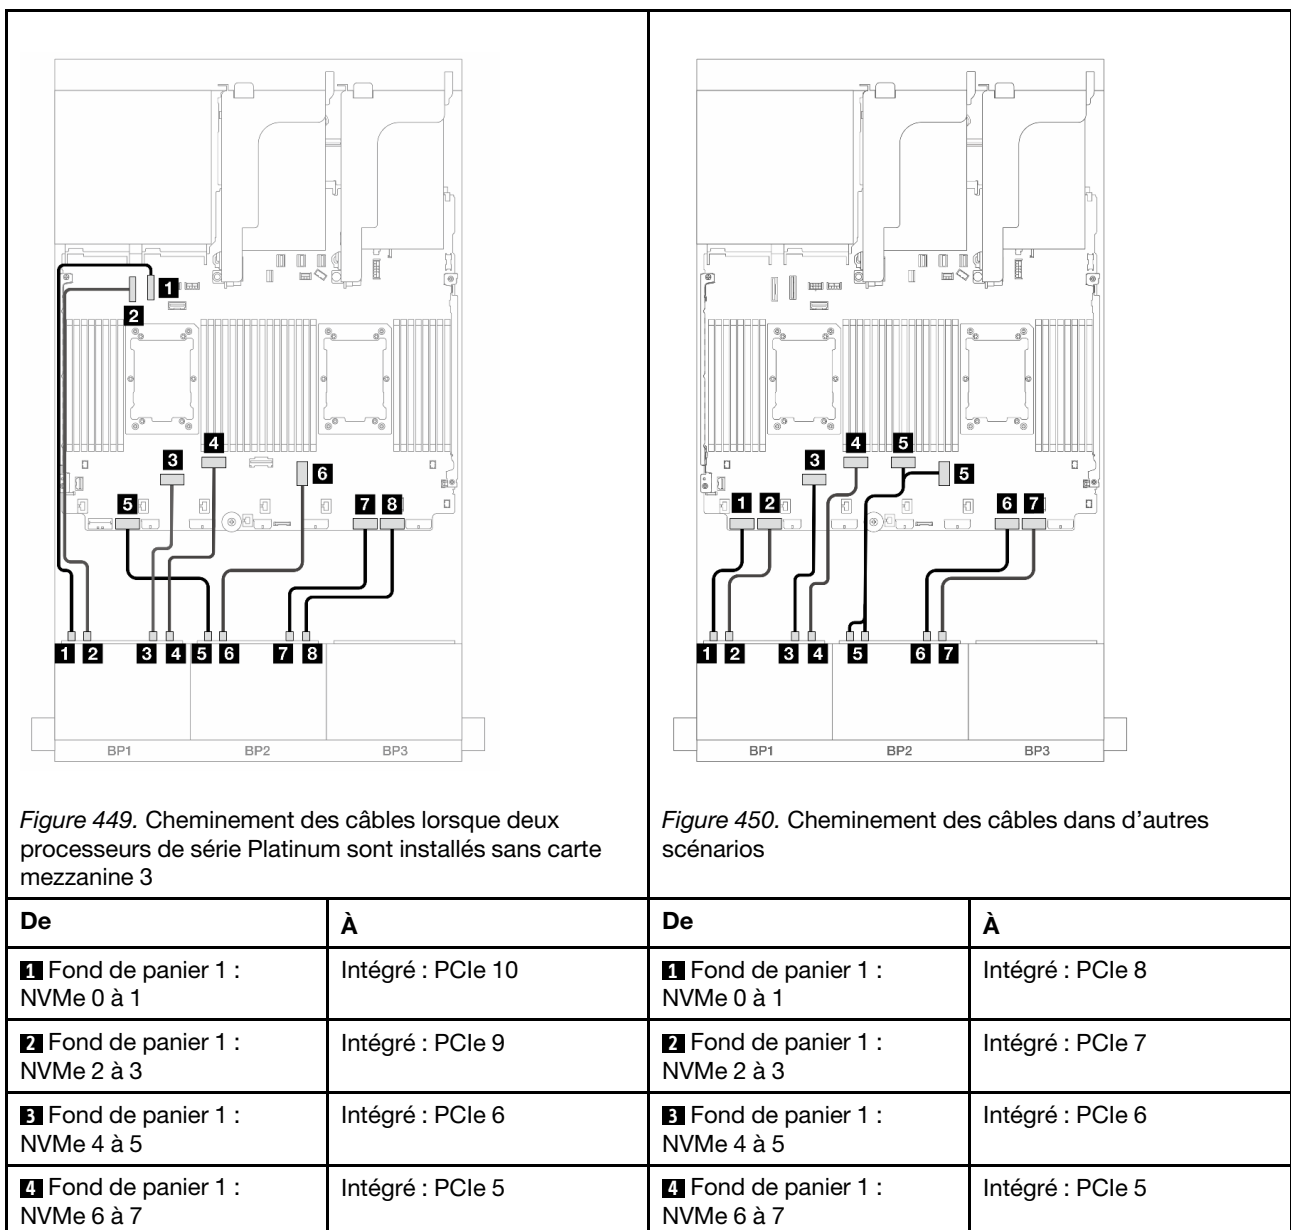 1
2
3
4
5
6
7
8
1 2 3 4 5 6 7 8
BP1 BP2 BP3
Figure 449. Cheminement des câbles lorsque deux
processeurs de série Platinum sont installés sans carte
mezzanine 3
4
5
3
5
1 2 6 7
1 2 3 4 5 6 7
BP1 BP2 BP3
Figure 450. Cheminement des câbles dans d'autres
scénarios
De À De À
1 Fond de panier 1 :
NVMe 0 à 1
Intégré : PCIe 10
1 Fond de panier 1 :
NVMe 0 à 1
Intégré : PCIe 8
2 Fond de panier 1 :
NVMe 2 à 3
Intégré : PCIe 9
2 Fond de panier 1 :
NVMe 2 à 3
Intégré : PCIe 7
3 Fond de panier 1 :
NVMe 4 à 5
Intégré : PCIe 6
3 Fond de panier 1 :
NVMe 4 à 5
Intégré : PCIe 6
4 Fond de panier 1 :
NVMe 6 à 7
Intégré : PCIe 5
4 Fond de panier 1 :
NVMe 6 à 7
Intégré : PCIe 5